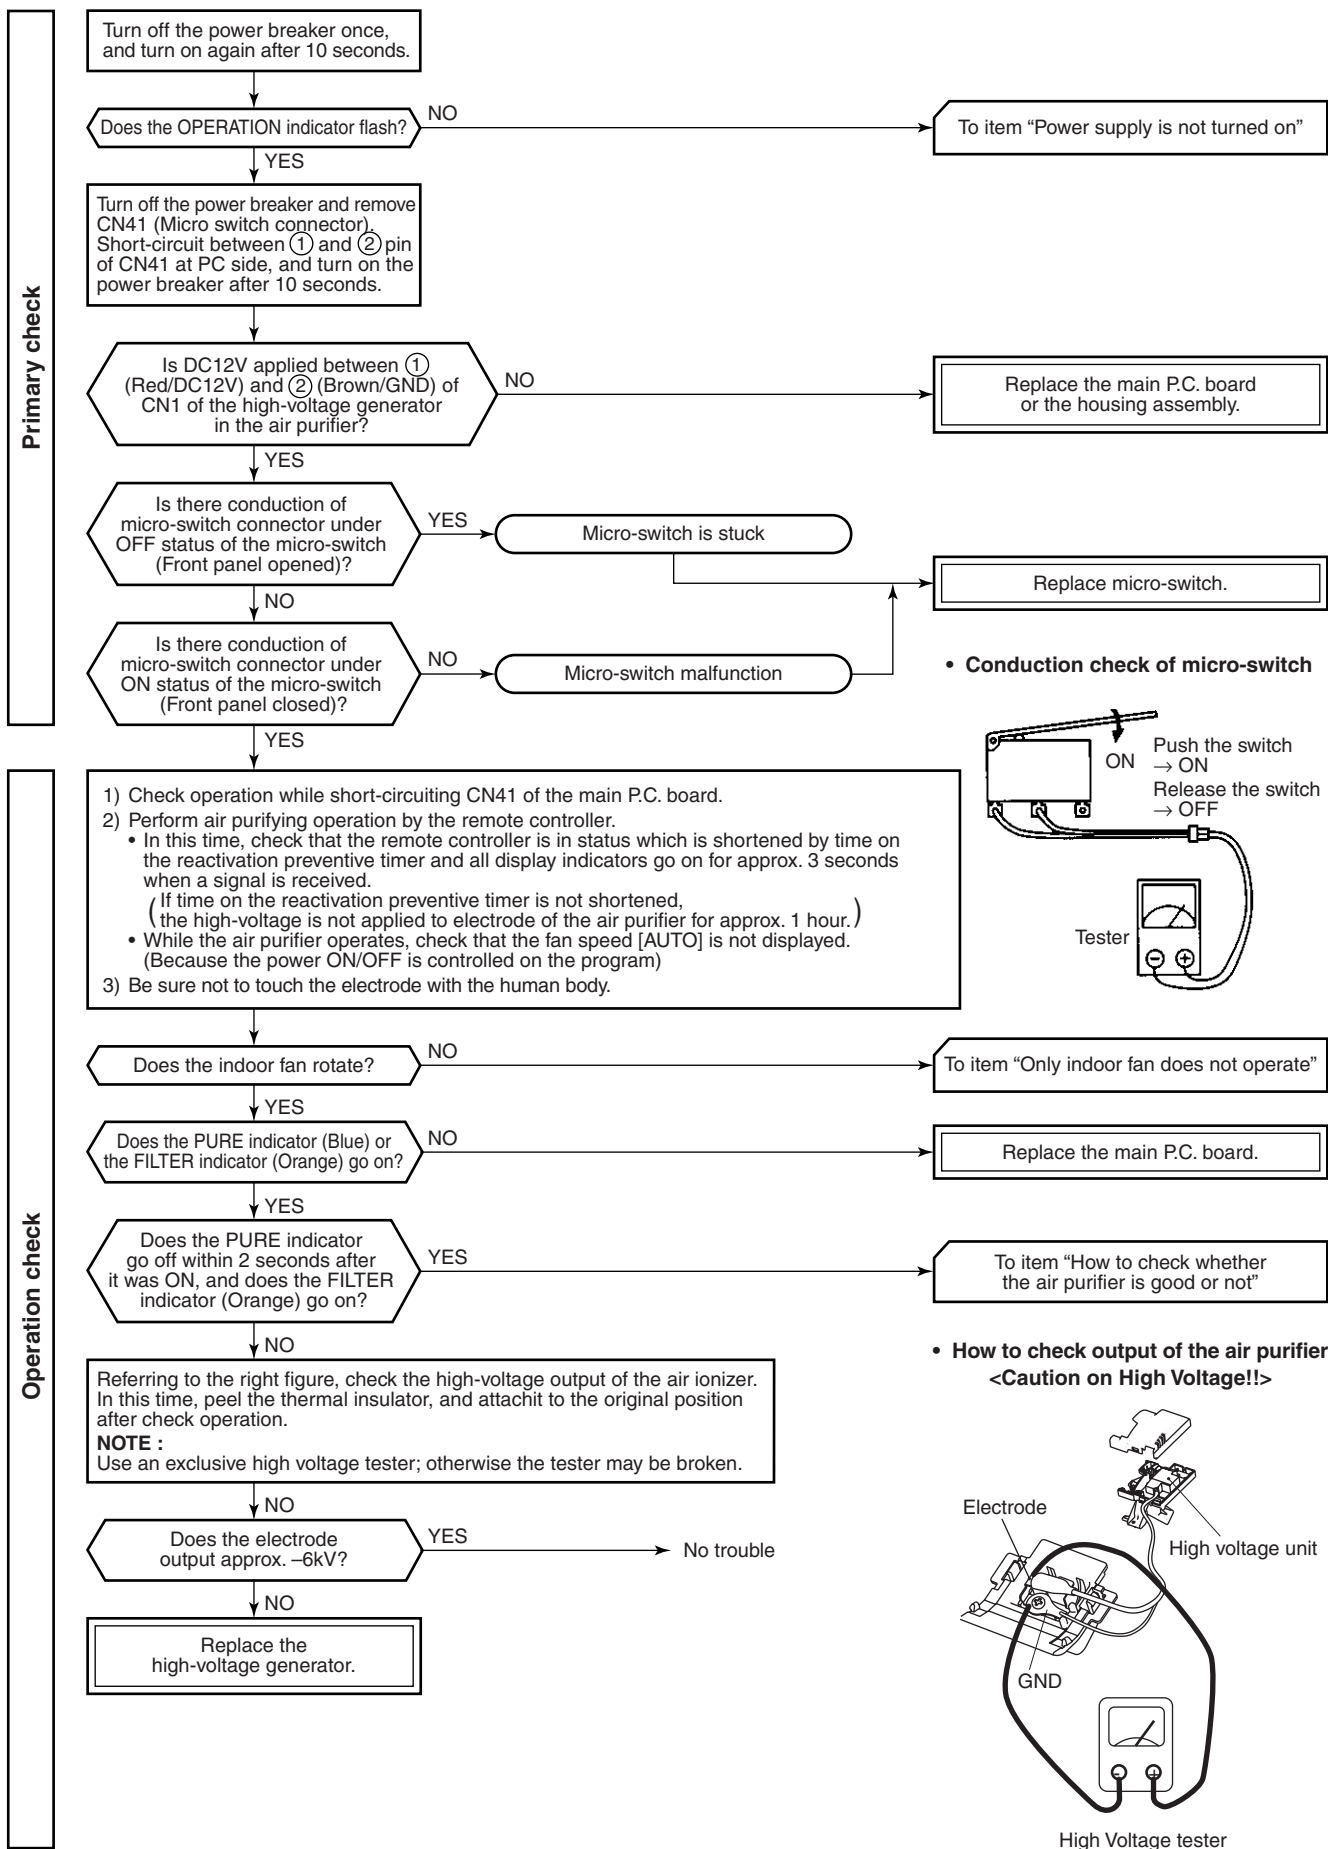 Primary check
Turn off the power breaker once,
and turn on again after 10 seconds.
Does the OPERATION indicator flash?
NO
To item “Power supply is not turned on”
YES
Turn off the power breaker and remove
CN41 (Micro switch connector).
Short-circuit between ① and ② pin
of CN41 at PC side, and turn on the
power breaker after 10 seconds.
Is DC12V applied between ①
(Red/DC12V) and ② (Brown/GND) of
CN1 of the high-voltage generator
in the air purifier?
NO
Replace the main P.C. board
or the housing assembly.
YES
Is there conduction of
micro-switch connector under
OFF status of the micro-switch
(Front panel opened)?
YES
Micro-switch is stuck
Replace micro-switch.
NO
Is there conduction of
micro-switch connector under
ON status of the micro-switch
(Front panel closed)?
NO
Micro-switch malfunction
YES
• Conduction check of micro-switch
ON
Push the switch
→ ON
Release the switch
→ OFF
Tester
− +
Operation check
1) Check operation while short-circuiting CN41 of the main P.C. board.
2) Perform air purifying operation by the remote controller.
• In this time, check that the remote controller is in status which is shortened by time on
the reactivation preventive timer and all display indicators go on for approx. 3 seconds
when a signal is received.
(If time on the reactivation preventive timer is not shortened,
the high-voltage is not applied to electrode of the air purifier for approx. 1 hour.)
• While the air purifier operates, check that the fan speed [AUTO] is not displayed.
(Because the power ON/OFF is controlled on the program)
3) Be sure not to touch the electrode with the human body.
Does the indoor fan rotate?
NO
To item “Only indoor fan does not operate”
YES
Does the PURE indicator (Blue) or
the FILTER indicator (Orange) go on?
NO
Replace the main P.C. board.
YES
Does the PURE indicator
go off within 2 seconds after
it was ON, and does the FILTER
indicator (Orange) go on?
YES
To item “How to check whether
the air purifier is good or not”
NO
Referring to the right figure, check the high-voltage output of the air ionizer.
In this time, peel the thermal insulator, and attachit to the original position
after check operation.
NOTE :
Use an exclusive high voltage tester; otherwise the tester may be broken.
NO
Does the electrode
output approx. –6kV?
YES
No trouble
NO
Replace the
high-voltage generator.
• How to check output of the air purifier
<Caution on High Voltage!!>
Electrode
High voltage unit
GND
- +
High Voltage tester